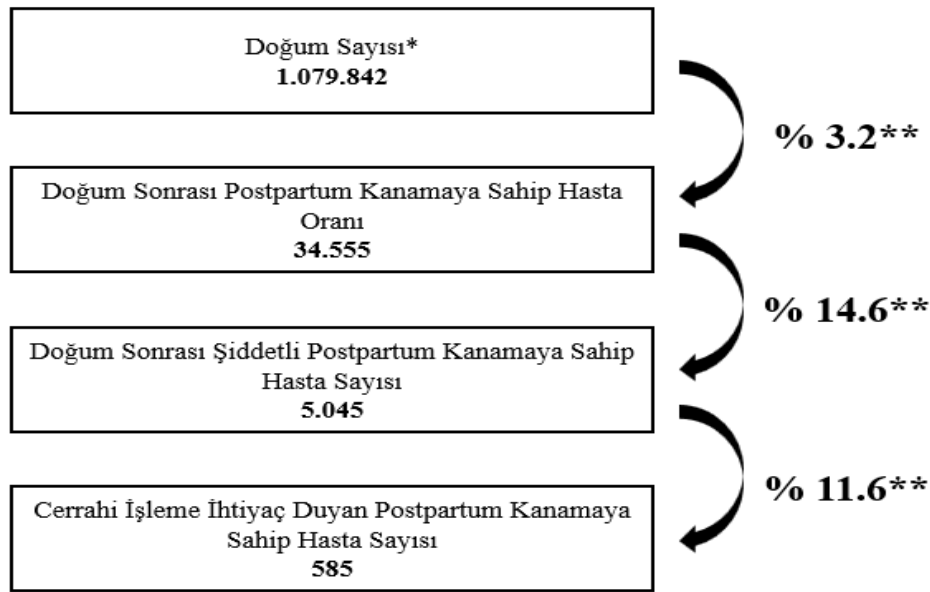 Doğum Sayısı*
1.079.842
% 3.2**
Doğum Sonrası Postpartum Kanamaya Sahip Hasta
Oranı
34.555
% 14.6**
Doğum Sonrası Şiddetli Postpartum Kanamaya Sahip
Hasta Sayısı
5.045
% 11.6**
Cerrahi İşleme İhtiyaç Duyan Postpartum Kanamaya
Sahip Hasta Sayısı
585